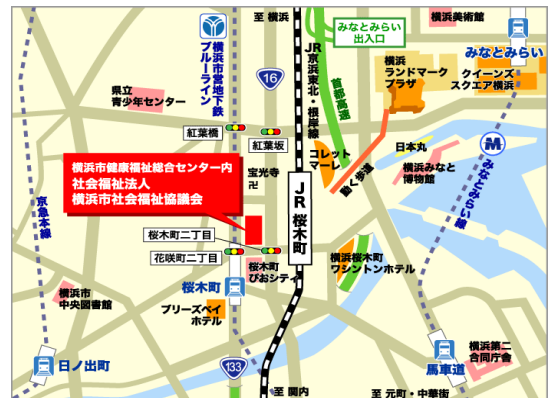 至 横浜
みなとみらい
出入口
横浜美術館
みなとみらい
横浜市営地下鉄
ブルーライン
16
JR
京浜東北・根岸線
首都高速
横浜
ランドマーク
プラザ
クイーンズ
スクエア横浜
県立
青少年センター
紅葉橋
紅葉坂
コレット
マーレ
動く歩道
日本丸
M
みなとみらい線
横浜みなと
博物館
横浜市健康福祉総合センター内
社会福祉法人
横浜市社会福祉協議会
宝光寺
卍
JR 桜木町
京急本線
桜木町二丁目
花咲町二丁目
桜木町
ぴおシティ
横浜桜木町
ワシントンホテル
桜木町
横浜市
中央図書館
ブリーズベイ
ホテル
日ノ出町
133
馬車道
横浜第二
合同庁舎
至 関内
至 元町・中華街